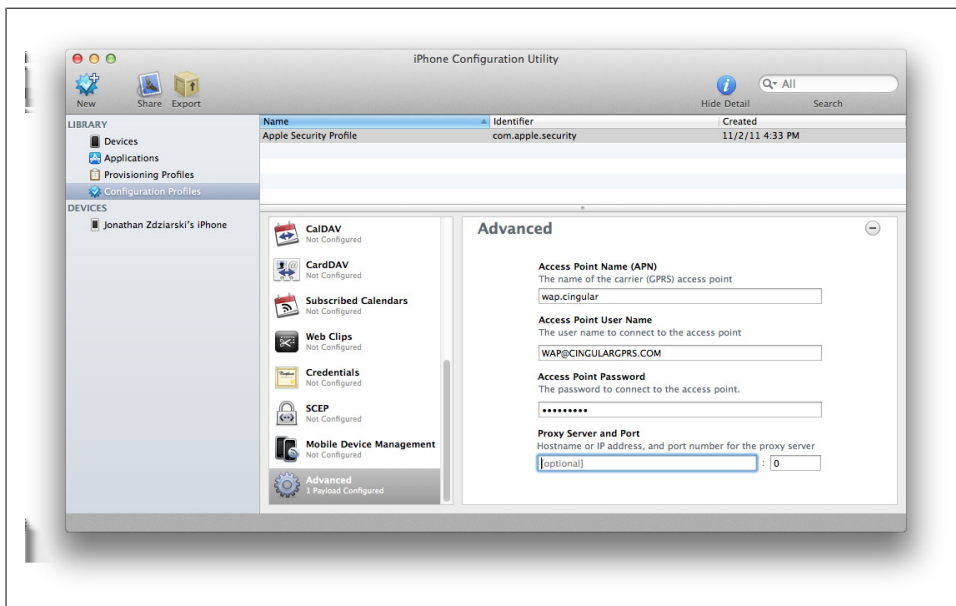 iPhone Configuration Utility
New
Share
Export
Hide Detail
All
Search
LIBRARY
Devices
Applications
Provisioning Profiles
Configuration Profiles
DEVICES
Jonathan Zdziarski's iPhone
Name
Identifier
Created
Apple Security Profile
com.apple.security
11/2/11 4:33 PM
CalDAV
Not Configured
CardDAV
Not Configured
Subscribed Calendars
Not Configured
Web Clips
Not Configured
Credentials
Not Configured
SCEP
Not Configured
Mobile Device Management
Not Configured
Advanced
1 Payload Configured
Advanced
Access Point Name (APN)
The name of the carrier (GPRS) access point
wap.cingular
Access Point User Name
The user name to connect to the access point
WAP@CINGULARGPRS.COM
Access Point Password
The password to connect to the access point.
•••••••••
Proxy Server and Port
Hostname or IP address, and port number for the proxy server
[optional] : 0